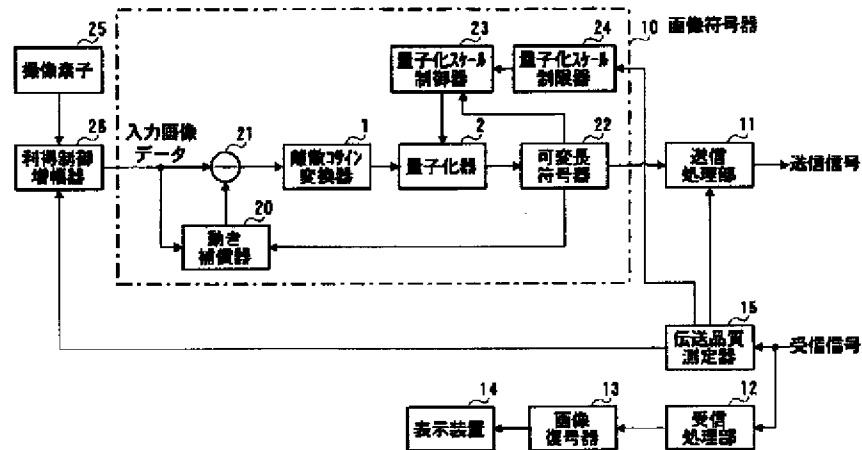 25
撮像素子
26
利得制御
増幅器
入力画像
データ
21
1
離散コサイン
変換器
2
量子化器
23
量子化スケール
制御器
24
量子化スケール
制限器
22
可変長
符号器
20
動き
補償器
10
画像符号器
11
送信
処理部
送信信号
15
伝送品質
測定器
受信信号
12
受信
処理部
13
画像
復号器
14
表示装置